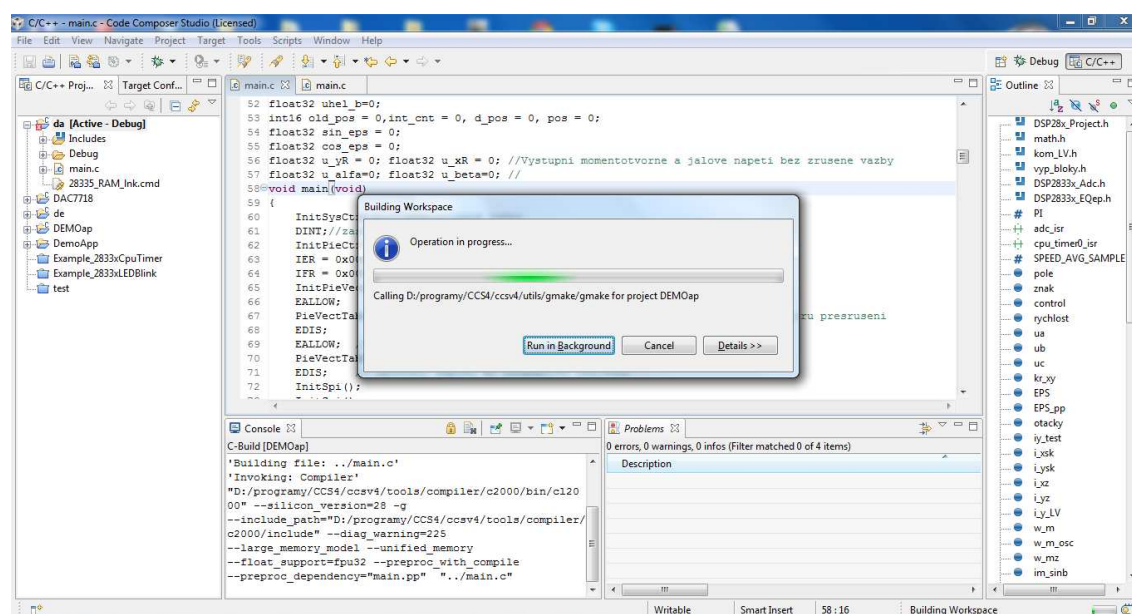 C/C++ - main.c - Code Composer Studio (Licensed)
File Edit View Navigate Project Target Tools Scripts Window Help
Debug C/C++
C/C++ Proj... Target Conf...
da [Active - Debug]
Includes
Debug
main.c
28335_RAM_lnk.cmd
DAC7718
de
DEMOap
DemoApp
Example_2833xCpuTimer
Example_2833xLEDBlink
test
main.c main.c
52 float32 uhel_b=0;
53 int16 old_pos = 0,int_cnt = 0, d_pos = 0, pos = 0;
54 float32 sin_eps = 0;
55 float32 cos_eps = 0;
56 float32 u_yR = 0; float32 u_xR = 0; //Vystupni momentotvorne a jalove napeti bez zrusene vazby
57 float32 u_alfa=0; float32 u_beta=0; //
58 void main(void)
59 {
60 InitSysCt
61 DINT;//za
62 InitPieCt
63 IER = 0x0
64 IFR = 0x0
65 InitPieVe
66 EALLOW;
67 PieVectTa ru presruseni
68 EDIS;
69 EALLOW;
70 PieVectTa
71 EDIS;
72 InitSpi();
Building Workspace
Operation in progress...
Calling D:/programy/CCS4/ccsv4/utils/gmake/gmake for project DEMOap
Run in Background Cancel Details >>
Outline
DSP28x_Project.h
math.h
kom_LV.h
vyp_bloky.h
DSP2833x_Adc.h
DSP2833x_EQep.h
# PI
adc_isr
cpu_timer0_isr
# SPEED_AVG_SAMPLE
pole
znak
control
rychlost
ua
ub
uc
kr_xy
EPS
EPS_pp
otacky
iy_test
i_xsk
i_ysk
i_xz
i_yz
i_y_LV
w_m
w_m_osc
w_mz
im_sinb
Console
C-Build [DEMOap]
'Building file: ../main.c'
'Invoking: Compiler'
"D:/programy/CCS4/ccsv4/tools/compiler/c2000/bin/cl20
00" --silicon_version=28 -g
--include_path="D:/programy/CCS4/ccsv4/tools/compiler/
c2000/include" --diag_warning=225
--large_memory_model --unified_memory
--float_support=fpu32 --preproc_with_compile
--preproc_dependency="main.pp" "../main.c"
Problems
0 errors, 0 warnings, 0 infos (Filter matched 0 of 4 items)
Description
Writable Smart Insert 58 : 16 Building Workspace